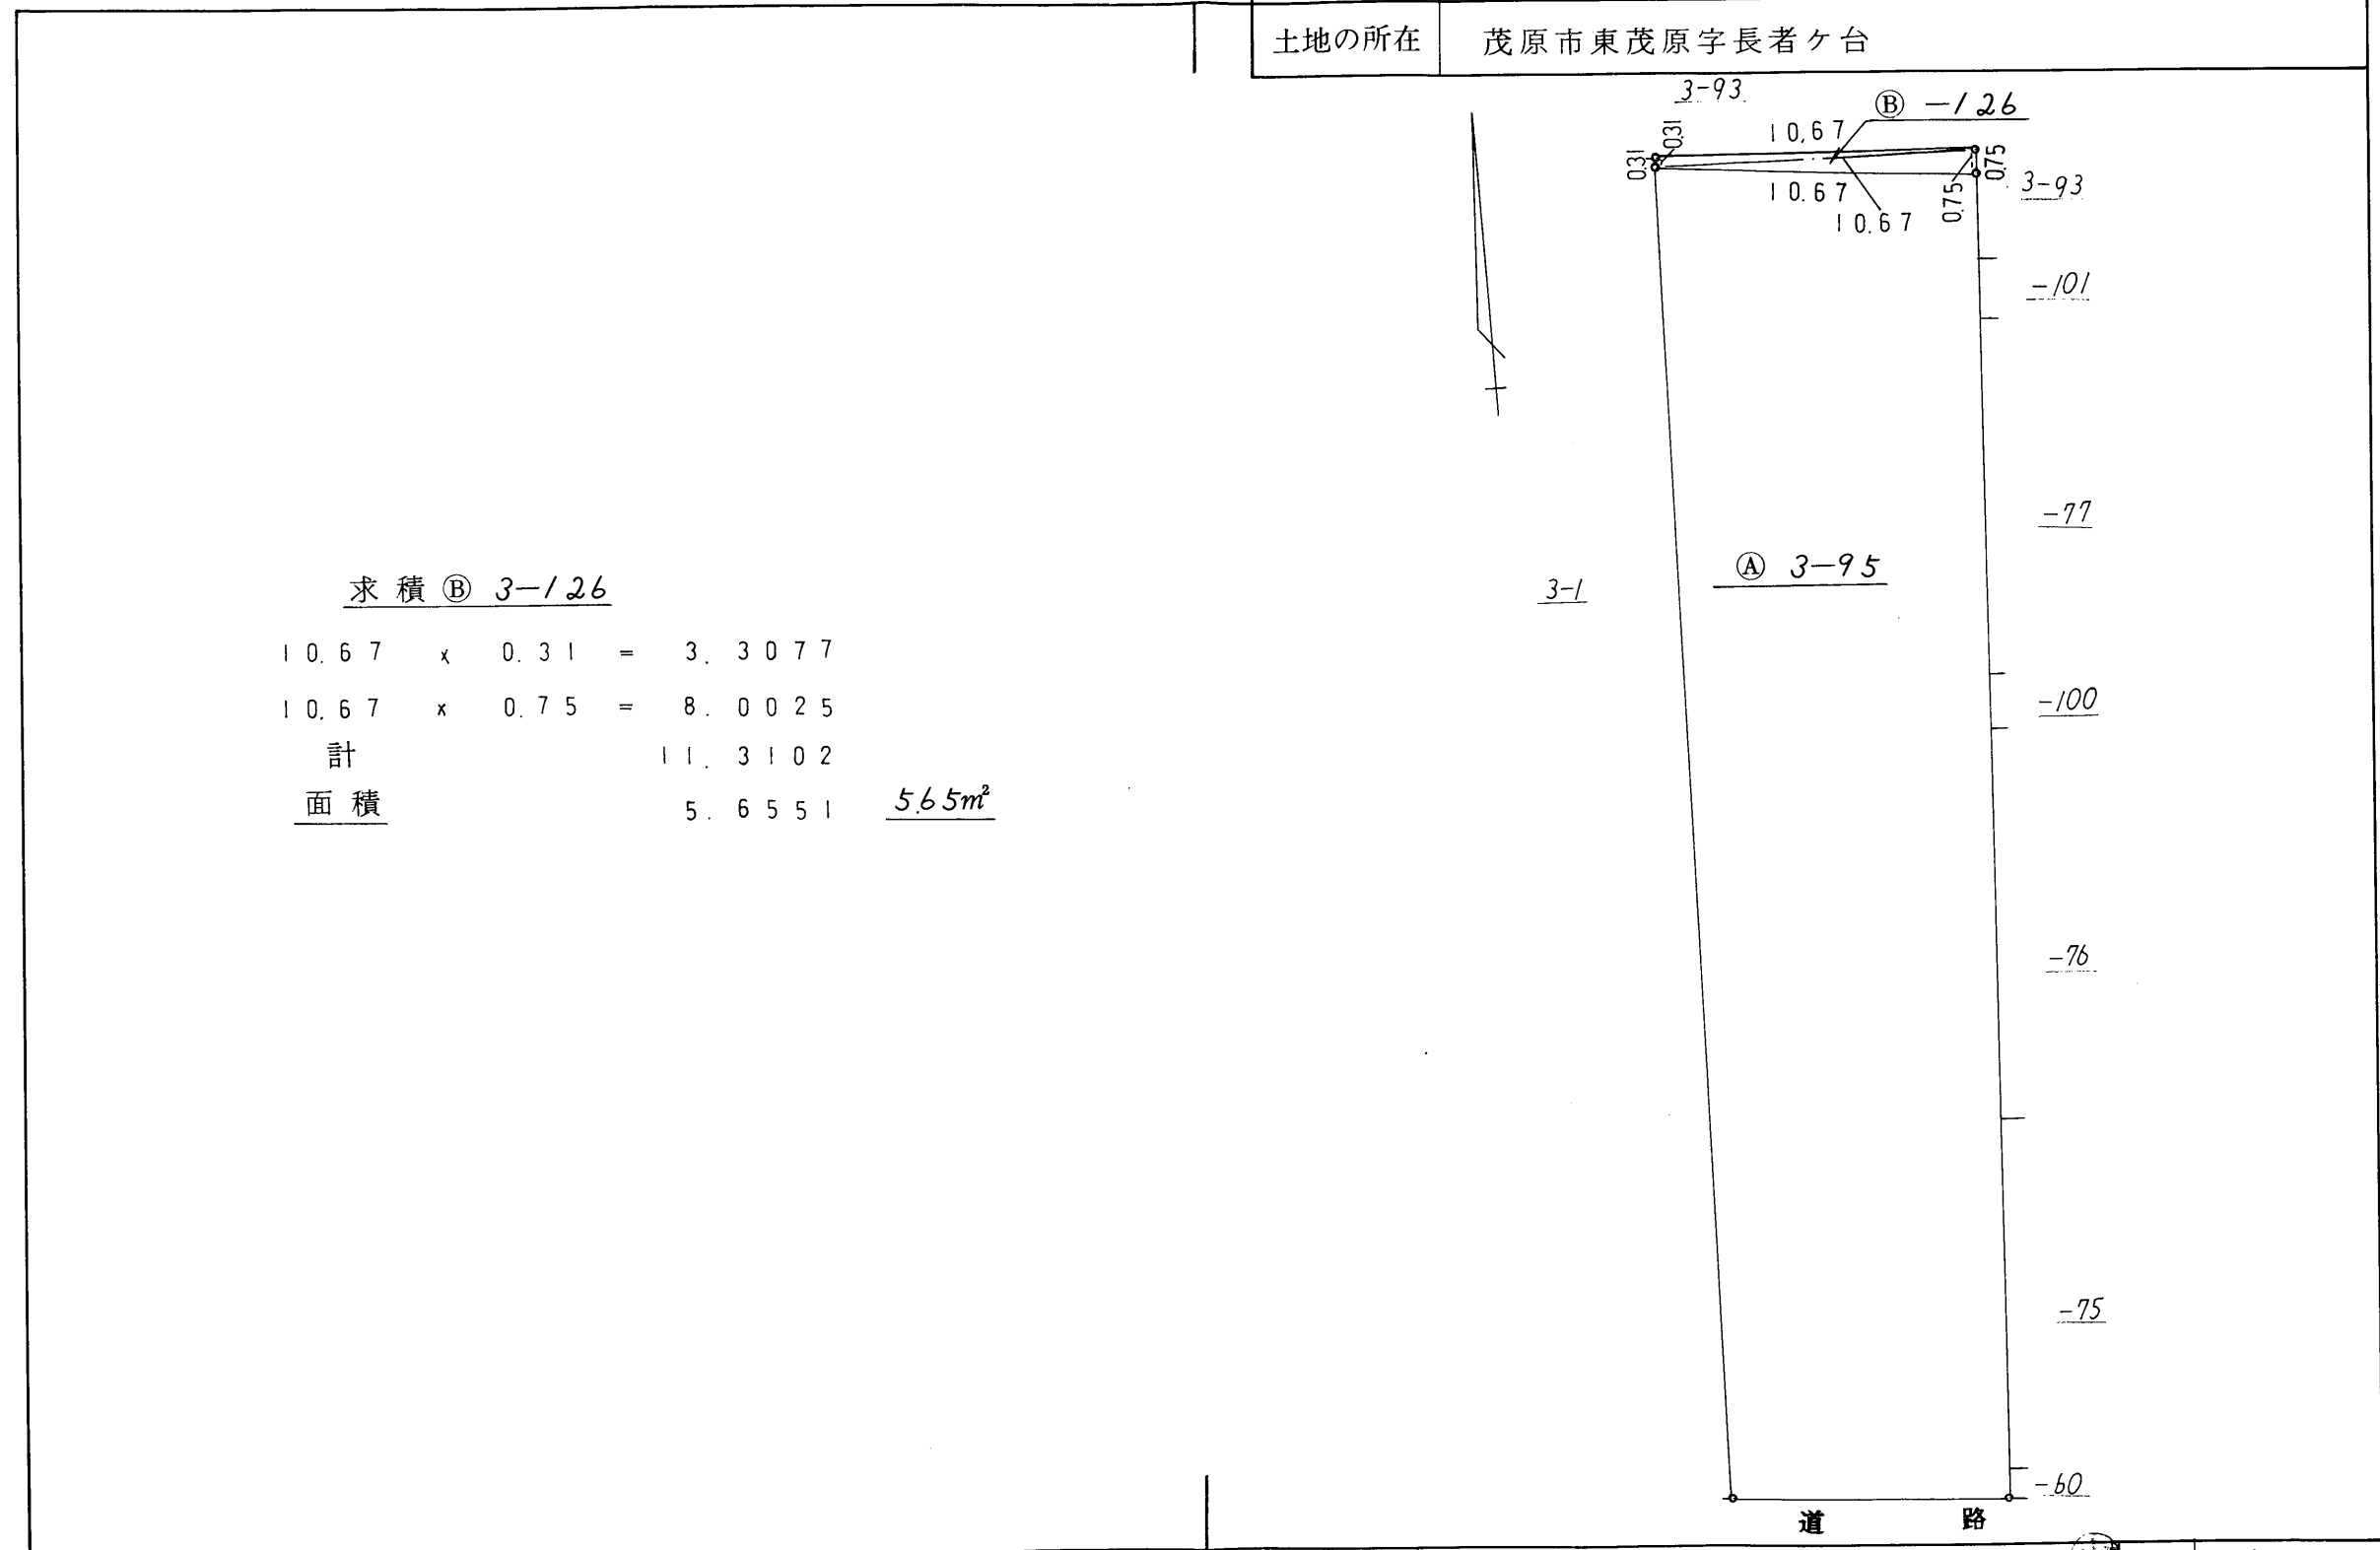 土地の所在 茂原市東茂原字長者ケ台
3-93
Ⓑ -126
0.31
0.31
10.67
0.75
10.67
0.75
3-93
10.67
-101
-77
Ⓐ 3-95
3-1
-100
-76
-75
-60
道路
求積 Ⓑ 3-126
10.67 x 0.31 = 3.3077
10.67 x 0.75 = 8.0025
計 11.3102
面積 5.6551 5.65m²